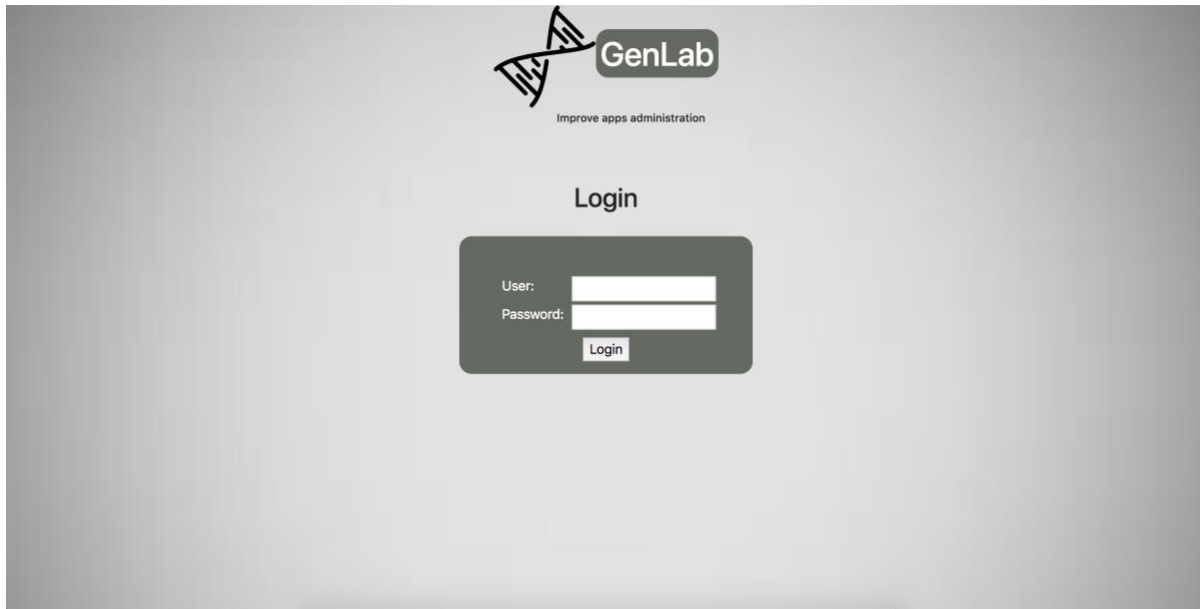 GenLab
Improve apps administration
Login
User:
Password:
Login